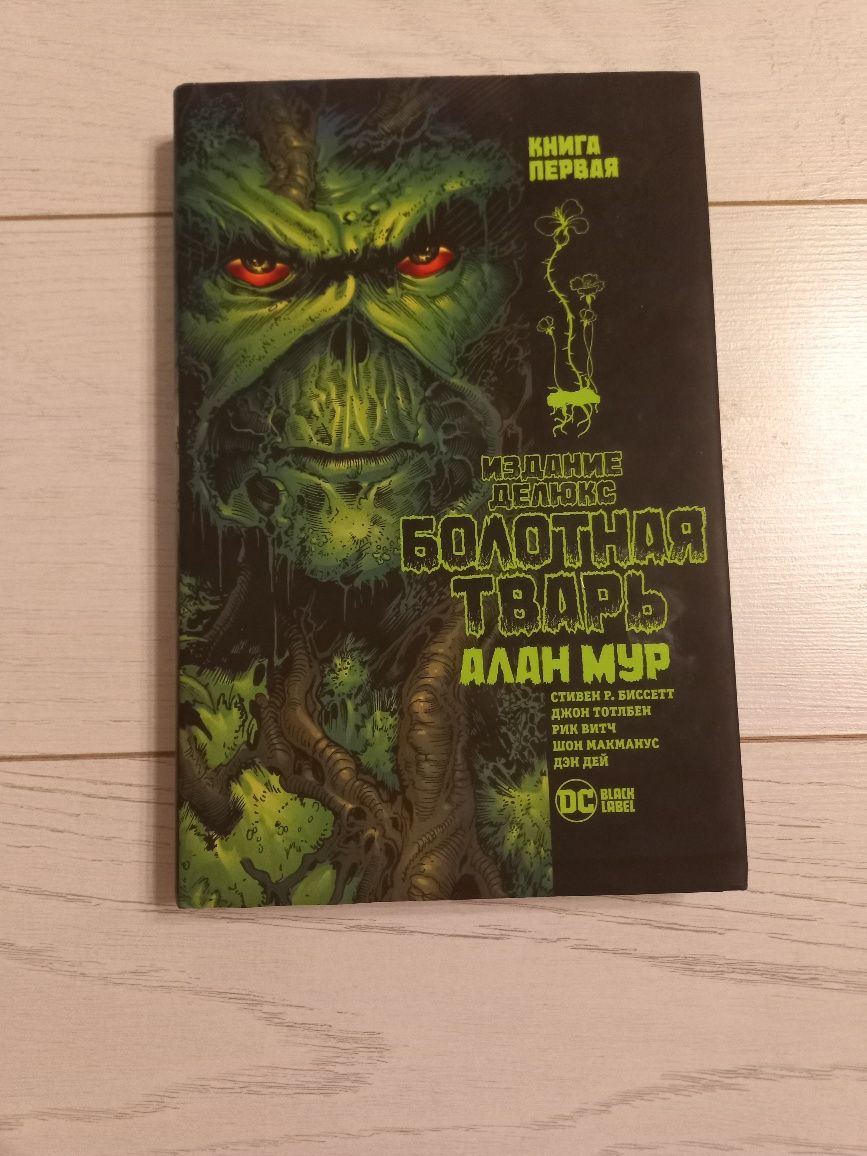 КНИГА
ПЕРВАЯ
ИЗДАНИЕ
ДЕЛЮКС
БОЛОТНАЯ
ТВАРЬ
АЛАН МУР
СТИВЕН Р. БИССЕТТ
ДЖОН ТОТЛБЕН
РИК ВИТЧ
ШОН МАКМАНУС
ДЭН ДЕЙ
DC BLACK
LABEL